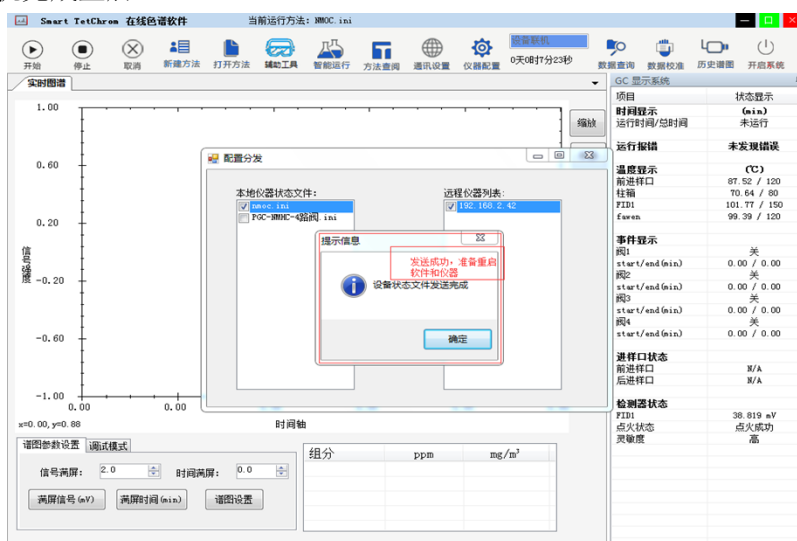 Smart TetChrom 在线色谱软件 当前运行方法: NMOC.ini
开始 停止 取消 新建方法 打开方法 辅助工具 智能运行 方法查阅 通讯设置 仪器配置 设备联机 0天0时7分23秒 数据查询 数据校准 历史谱图 开启系统
实时图谱
GC 显示系统
1.00
0.60
0.20
-0.20
-0.60
-1.00
信号强度
0.00 0.00
x=0.00, y=0.88
时间轴
缩放
配置分发
本地仪器状态文件: 远程仪器列表:
nmoc.ini 192.168.2.42
PGC-NMHC-4路阀.ini
提示信息
发送成功，准备重启
软件和仪器
设备状态文件发送完成
确定
项目 状态显示
时间显示 (min)
运行时间/总时间 未运行
运行报错 未发现错误
温度显示 (℃)
前进样口 87.52 / 120
柱箱 70.64 / 80
FID1 101.77 / 150
fawen 99.39 / 120
事件显示
阀1 关
start/end(min) 0.00 / 0.00
阀2 关
start/end(min) 0.00 / 0.00
阀3 关
start/end(min) 0.00 / 0.00
阀4 关
start/end(min) 0.00 / 0.00
进样口状态
前进样口 N/A
后进样口 N/A
检测器状态
FID1 38.819 mV
点火状态 点火成功
灵敏度 高
谱图参数设置 调试模式
信号满屏: 2.0 时间满屏: 0.0
满屏信号(mV) 满屏时间(min) 谱图设置
组分 ppm mg/m³